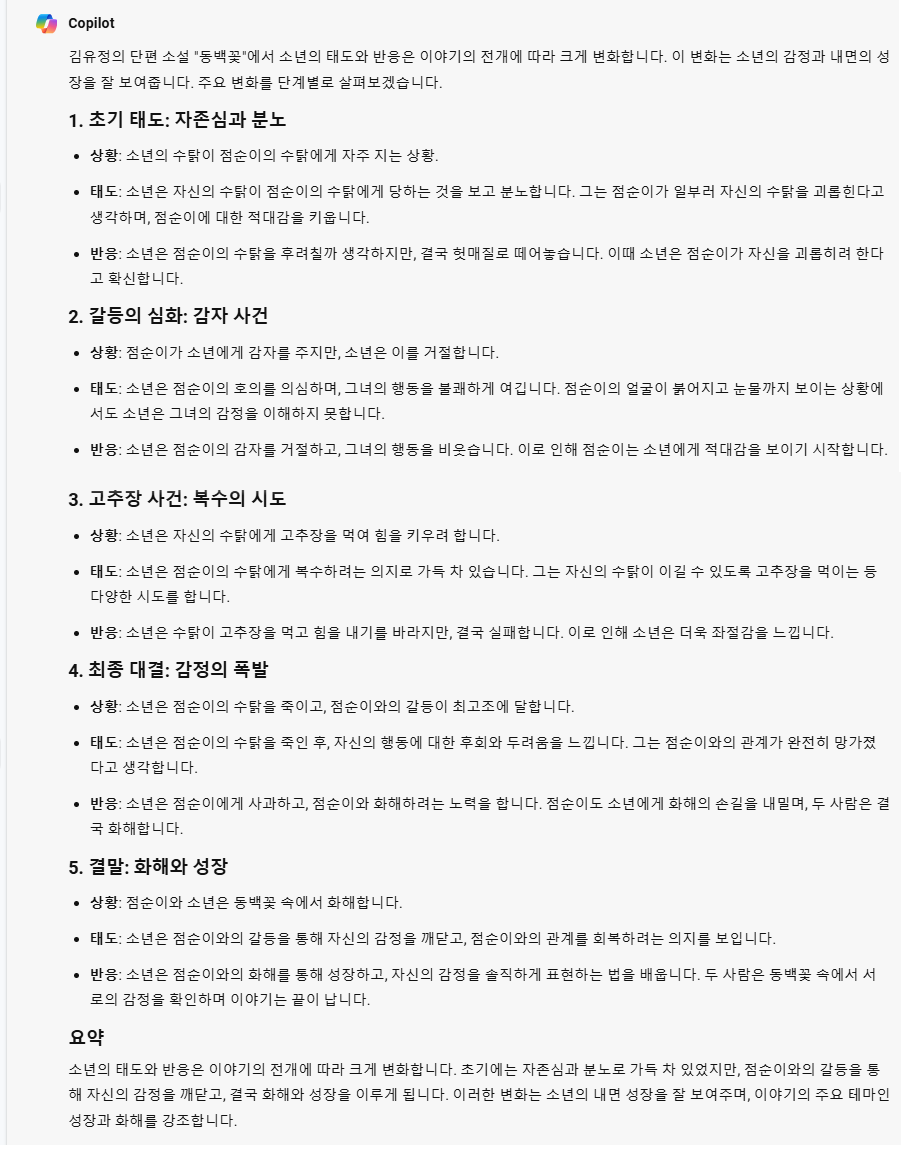 Copilot
김유정의 단편 소설 "동백꽃"에서 소년의 태도와 반응은 이야기의 전개에 따라 크게 변화합니다. 이 변화는 소년의 감정과 내면의 성
장을 잘 보여줍니다. 주요 변화를 단계별로 살펴보겠습니다.
1. 초기 태도: 자존심과 분노
• 상황: 소년의 수탉이 점순이의 수탉에게 자주 지는 상황.
• 태도: 소년은 자신의 수탉이 점순이의 수탉에게 당하는 것을 보고 분노합니다. 그는 점순이가 일부러 자신의 수탉을 괴롭힌다고
생각하며, 점순이에 대한 적대감을 키웁니다.
• 반응: 소년은 점순이의 수탉을 후려칠까 생각하지만, 결국 헛매질로 떼어놓습니다. 이때 소년은 점순이가 자신을 괴롭히려 한다
고 확신합니다.
2. 갈등의 심화: 감자 사건
• 상황: 점순이가 소년에게 감자를 주지만, 소년은 이를 거절합니다.
• 태도: 소년은 점순이의 호의를 의심하며, 그녀의 행동을 불쾌하게 여깁니다. 점순이의 얼굴이 붉어지고 눈물까지 보이는 상황에
서도 소년은 그녀의 감정을 이해하지 못합니다.
• 반응: 소년은 점순이의 감자를 거절하고, 그녀의 행동을 비웃습니다. 이로 인해 점순이는 소년에게 적대감을 보이기 시작합니다.
3. 고추장 사건: 복수의 시도
• 상황: 소년은 자신의 수탉에게 고추장을 먹여 힘을 키우려 합니다.
• 태도: 소년은 점순이의 수탉에게 복수하려는 의지로 가득 차 있습니다. 그는 자신의 수탉이 이길 수 있도록 고추장을 먹이는 등
다양한 시도를 합니다.
• 반응: 소년은 수탉이 고추장을 먹고 힘을 내기를 바라지만, 결국 실패합니다. 이로 인해 소년은 더욱 좌절감을 느낍니다.
4. 최종 대결: 감정의 폭발
• 상황: 소년은 점순이의 수탉을 죽이고, 점순이와의 갈등이 최고조에 달합니다.
• 태도: 소년은 점순이의 수탉을 죽인 후, 자신의 행동에 대한 후회와 두려움을 느낍니다. 그는 점순이와의 관계가 완전히 망가졌
다고 생각합니다.
• 반응: 소년은 점순이에게 사과하고, 점순이와 화해하려는 노력을 합니다. 점순이도 소년에게 화해의 손길을 내밀며, 두 사람은 결
국 화해합니다.
5. 결말: 화해와 성장
• 상황: 점순이와 소년은 동백꽃 속에서 화해합니다.
• 태도: 소년은 점순이와의 갈등을 통해 자신의 감정을 깨닫고, 점순이와의 관계를 회복하려는 의지를 보입니다.
• 반응: 소년은 점순이와의 화해를 통해 성장하고, 자신의 감정을 솔직하게 표현하는 법을 배웁니다. 두 사람은 동백꽃 속에서 서
로의 감정을 확인하며 이야기는 끝이 납니다.
요약
소년의 태도와 반응은 이야기의 전개에 따라 크게 변화합니다. 초기에는 자존심과 분노로 가득 차 있었지만, 점순이와의 갈등을 통
해 자신의 감정을 깨닫고, 결국 화해와 성장을 이루게 됩니다. 이러한 변화는 소년의 내면 성장을 잘 보여주며, 이야기의 주요 테마인
성장과 화해를 강조합니다.